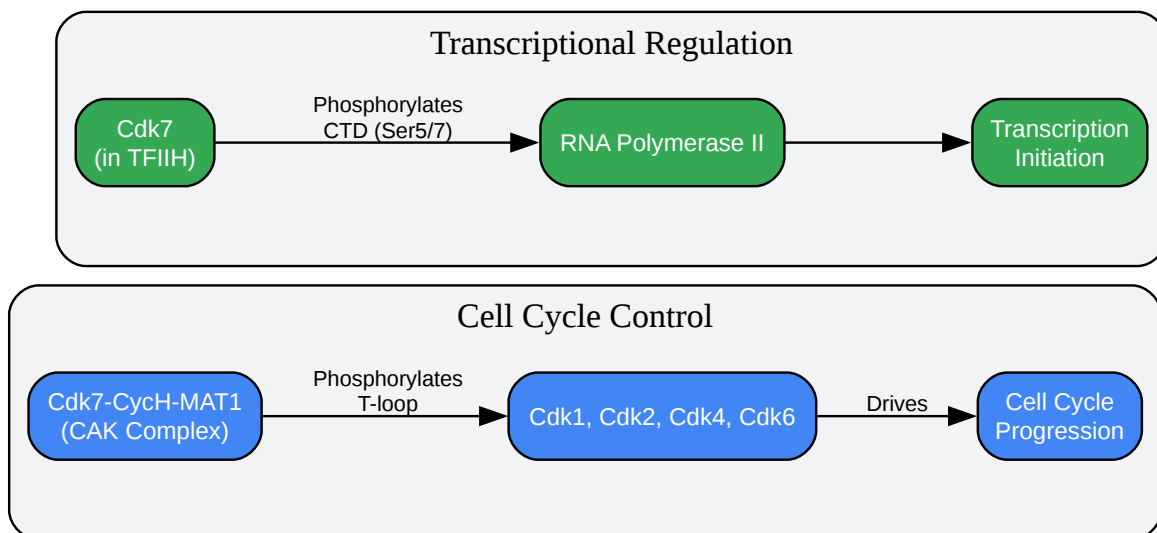 Transcriptional Regulation
Phosphorylates
CTD (Ser5/7)
Cdk7
(in TFIIH)
RNA Polymerase II
Transcription
Initiation
Cell Cycle Control
Phosphorylates
T-loop
Cdk7-CycH-MAT1
(CAK Complex)
Cdk1, Cdk2, Cdk4, Cdk6
Drives
Cell Cycle
Progression